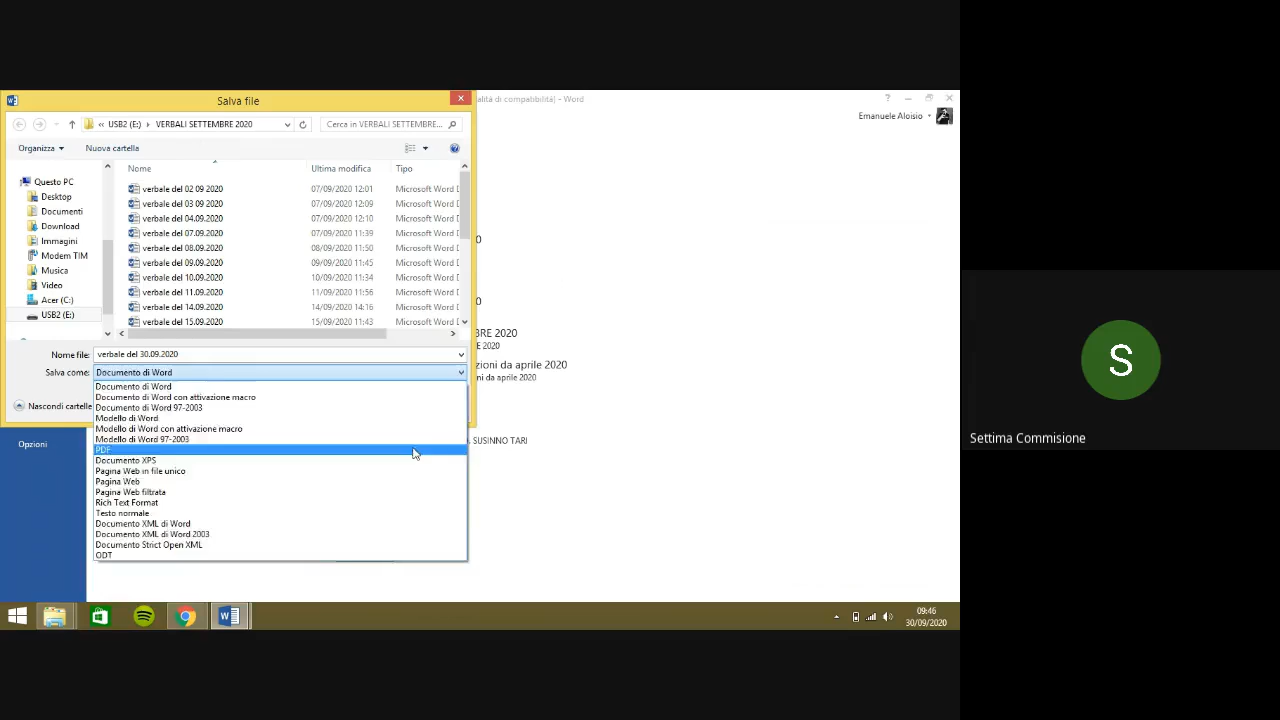 Salva file
alità di compatibilità] - Word
?
Emanuele Aloisio
« USB2 (E:) ▸ VERBALI SETTEMBRE 2020
Cerca in VERBALI SETTEMBRE...
Organizza
Nuova cartella
Nome
Ultima modifica
Tipo
Questo PC
Desktop
Documenti
Download
Immagini
Modem TIM
Musica
Video
Acer (C:)
USB2 (E:)
verbale del 02 09 2020 07/09/2020 12:01 Microsoft Word D
verbale del 03 09 2020 07/09/2020 12:09 Microsoft Word D
verbale del 04.09.2020 07/09/2020 12:10 Microsoft Word D
verbale del 07.09.2020 07/09/2020 11:39 Microsoft Word D
verbale del 08.09.2020 08/09/2020 11:50 Microsoft Word D
verbale del 09.09.2020 09/09/2020 11:45 Microsoft Word D
verbale del 10.09.2020 10/09/2020 11:34 Microsoft Word D
verbale del 11.09.2020 11/09/2020 11:56 Microsoft Word D
verbale del 14.09.2020 14/09/2020 14:16 Microsoft Word D
verbale del 15.09.2020 15/09/2020 11:43 Microsoft Word D
0
0
BRE 2020
E 2020
zioni da aprile 2020
ni da aprile 2020
. SUSINNO TARI
Nome file: verbale del 30.09.2020
Salva come: Documento di Word
Documento di Word
Documento di Word con attivazione macro
Documento di Word 97-2003
Modello di Word
Modello di Word con attivazione macro
Modello di Word 97-2003
PDF
Documento XPS
Pagina Web in file unico
Pagina Web
Pagina Web filtrata
Rich Text Format
Testo normale
Documento XML di Word
Documento XML di Word 2003
Documento Strict Open XML
ODT
Nascondi cartelle
Opzioni
09:46
30/09/2020
S
Settima Commisione